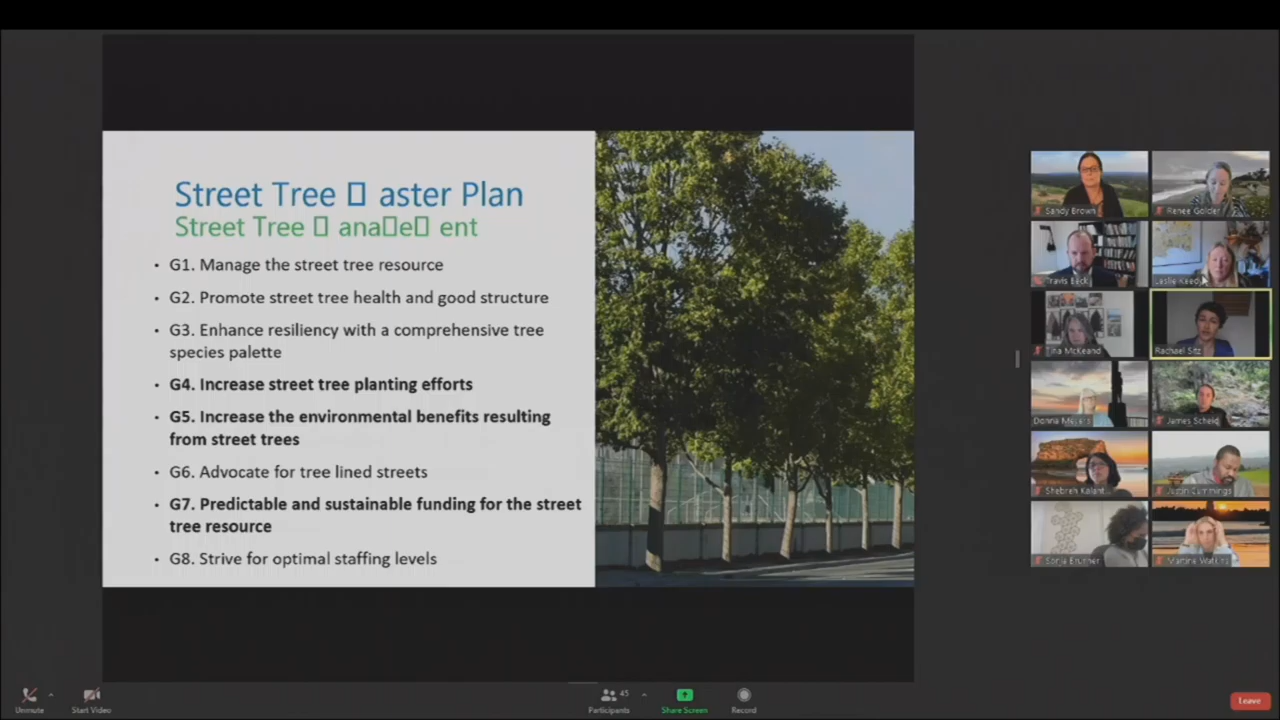 Street Tree 🀆 aster Plan
Street Tree 🀆 ana🀆e🀆 ent
• G1. Manage the street tree resource
• G2. Promote street tree health and good structure
• G3. Enhance resiliency with a comprehensive tree
species palette
• G4. Increase street tree planting efforts
• G5. Increase the environmental benefits resulting
from street trees
• G6. Advocate for tree lined streets
• G7. Predictable and sustainable funding for the street
tree resource
• G8. Strive for optimal staffing levels
Sandy Brown
Renee Golder
Travis Beck
Leslie Keedy
Tina McKeand
Rachael Sitz
Donna Meyers
James Scheid
Shebreh Kalant...
Justin Cummings
Sonja Brunner
Martine Watkins
Unmute
Start Video
45
Participants
Share Screen
Record
Leave